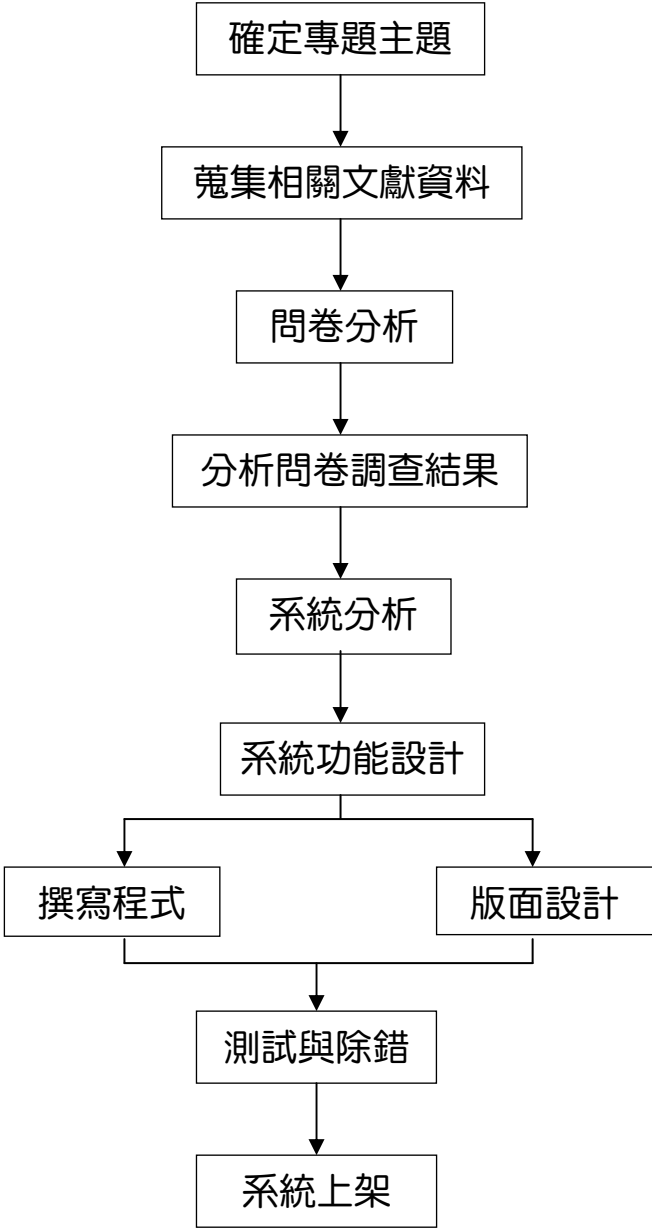 確定專題主題
蒐集相關文獻資料
問卷分析
分析問卷調查結果
系統分析
系統功能設計
撰寫程式
版面設計
測試與除錯
系統上架